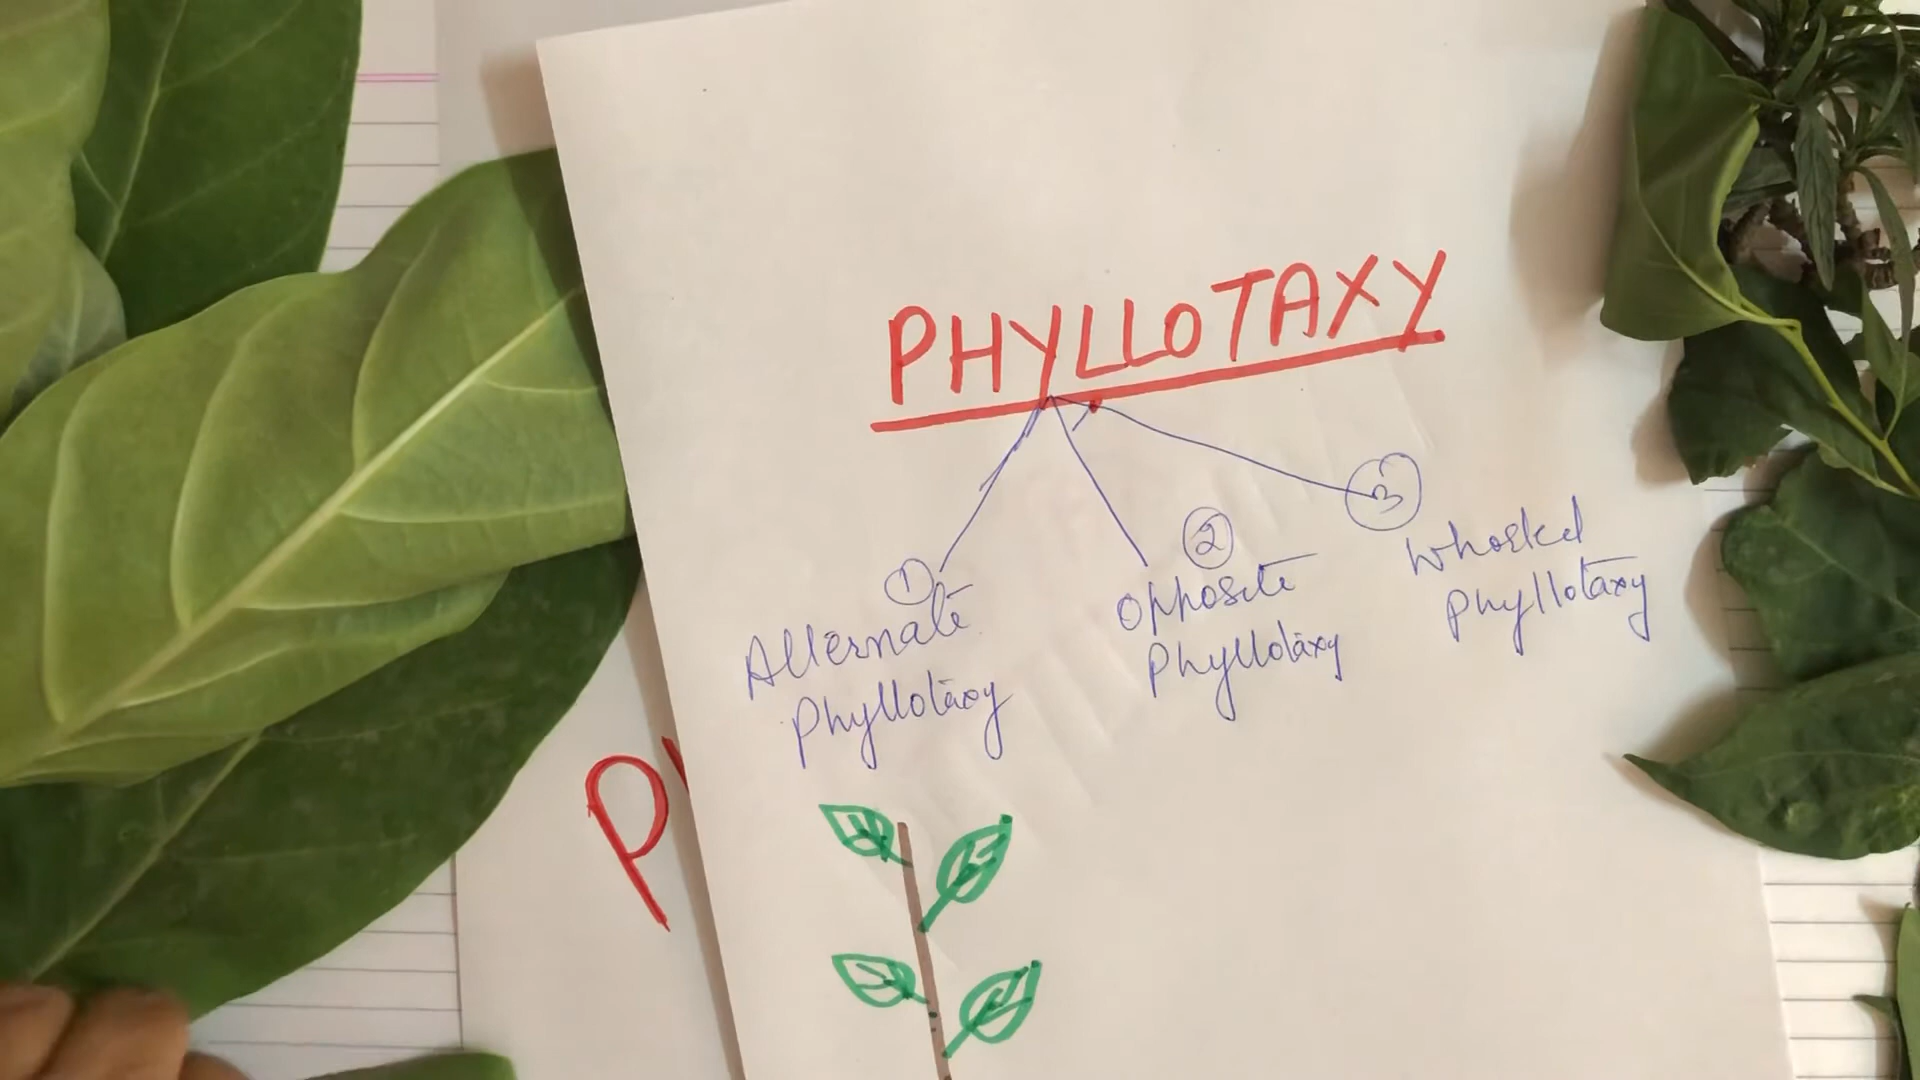 PHYLLOTAXY
①
Alternate
Phyllotaxy
②
Opposite
Phyllotaxy
③
Whorled
Phyllotaxy
P